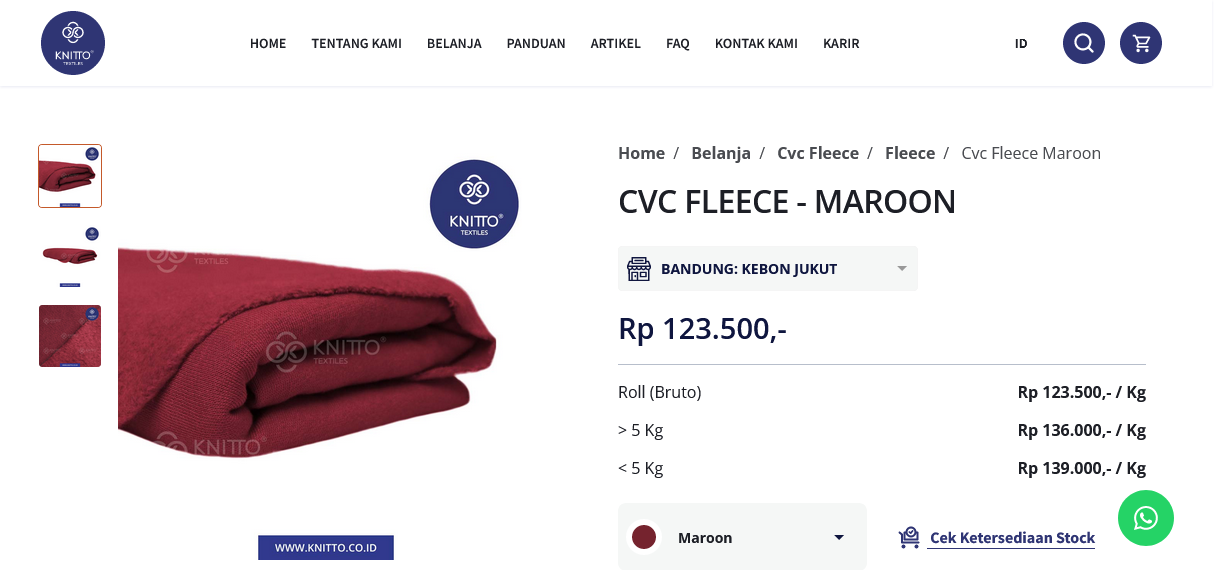 KNITTO
TEXTILES
HOME TENTANG KAMI BELANJA PANDUAN ARTIKEL FAQ KONTAK KAMI KARIR ID
Home / Belanja / Cvc Fleece / Fleece / Cvc Fleece Maroon
CVC FLEECE - MAROON
KNITTO
TEXTILES
BANDUNG: KEBON JUKUT
TEXTILES
Rp 123.500,-
KNITTO
TEXTILES
Roll (Bruto) Rp 123.500,- / Kg
> 5 Kg Rp 136.000,- / Kg
KNITTO
< 5 Kg Rp 139.000,- / Kg
Maroon Cek Ketersediaan Stock
WWW.KNITTO.CO.ID